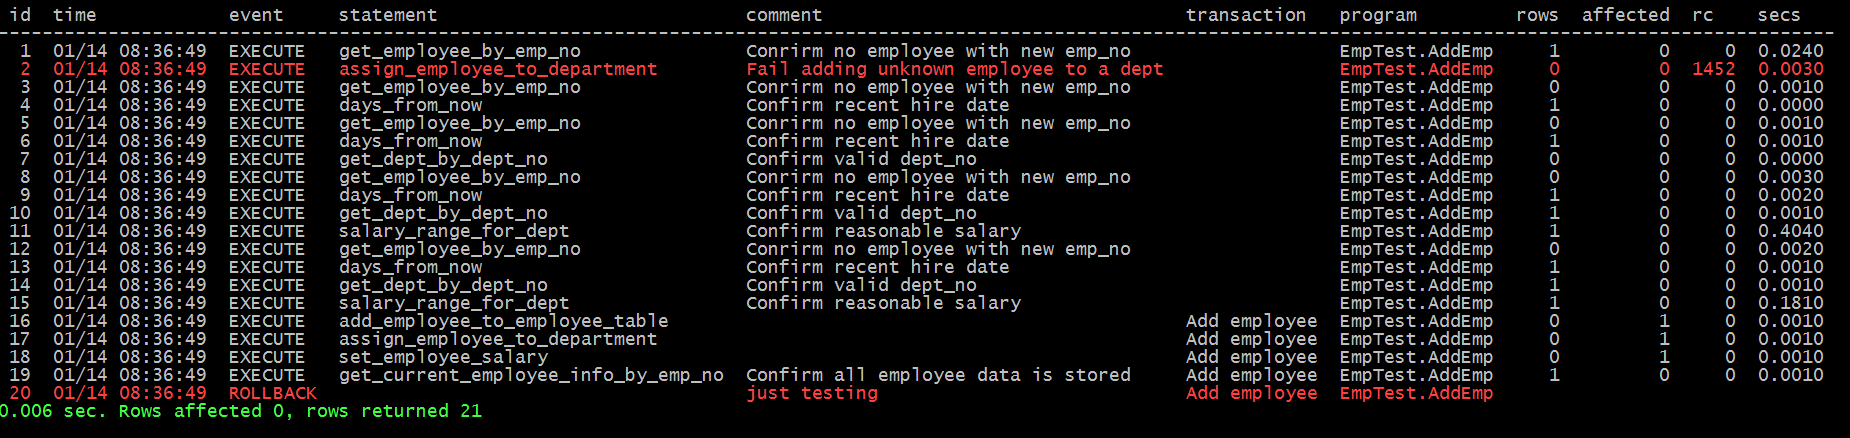 id time event statement comment transaction program rows affected rc secs
1 01/14 08:36:49 EXECUTE get_employee_by_emp_no Conrirm no employee with new emp_no EmpTest.AddEmp 1 0 0 0.0240
2 01/14 08:36:49 EXECUTE assign_employee_to_department Fail adding unknown employee to a dept EmpTest.AddEmp 0 0 1452 0.0030
3 01/14 08:36:49 EXECUTE get_employee_by_emp_no Conrirm no employee with new emp_no EmpTest.AddEmp 0 0 0 0.0010
4 01/14 08:36:49 EXECUTE days_from_now Confirm recent hire date EmpTest.AddEmp 1 0 0 0.0000
5 01/14 08:36:49 EXECUTE get_employee_by_emp_no Conrirm no employee with new emp_no EmpTest.AddEmp 0 0 0 0.0010
6 01/14 08:36:49 EXECUTE days_from_now Confirm recent hire date EmpTest.AddEmp 1 0 0 0.0010
7 01/14 08:36:49 EXECUTE get_dept_by_dept_no Confirm valid dept_no EmpTest.AddEmp 0 0 0 0.0000
8 01/14 08:36:49 EXECUTE get_employee_by_emp_no Conrirm no employee with new emp_no EmpTest.AddEmp 0 0 0 0.0030
9 01/14 08:36:49 EXECUTE days_from_now Confirm recent hire date EmpTest.AddEmp 1 0 0 0.0020
10 01/14 08:36:49 EXECUTE get_dept_by_dept_no Confirm valid dept_no EmpTest.AddEmp 1 0 0 0.0010
11 01/14 08:36:49 EXECUTE salary_range_for_dept Confirm reasonable salary EmpTest.AddEmp 1 0 0 0.4040
12 01/14 08:36:49 EXECUTE get_employee_by_emp_no Conrirm no employee with new emp_no EmpTest.AddEmp 0 0 0 0.0020
13 01/14 08:36:49 EXECUTE days_from_now Confirm recent hire date EmpTest.AddEmp 1 0 0 0.0010
14 01/14 08:36:49 EXECUTE get_dept_by_dept_no Confirm valid dept_no EmpTest.AddEmp 1 0 0 0.0010
15 01/14 08:36:49 EXECUTE salary_range_for_dept Confirm reasonable salary EmpTest.AddEmp 1 0 0 0.1810
16 01/14 08:36:49 EXECUTE add_employee_to_employee_table Add employee EmpTest.AddEmp 0 1 0 0.0010
17 01/14 08:36:49 EXECUTE assign_employee_to_department Add employee EmpTest.AddEmp 0 1 0 0.0010
18 01/14 08:36:49 EXECUTE set_employee_salary Add employee EmpTest.AddEmp 0 1 0 0.0010
19 01/14 08:36:49 EXECUTE get_current_employee_info_by_emp_no Confirm all employee data is stored Add employee EmpTest.AddEmp 1 0 0 0.0010
20 01/14 08:36:49 ROLLBACK just testing Add employee EmpTest.AddEmp
0.006 sec. Rows affected 0, rows returned 21